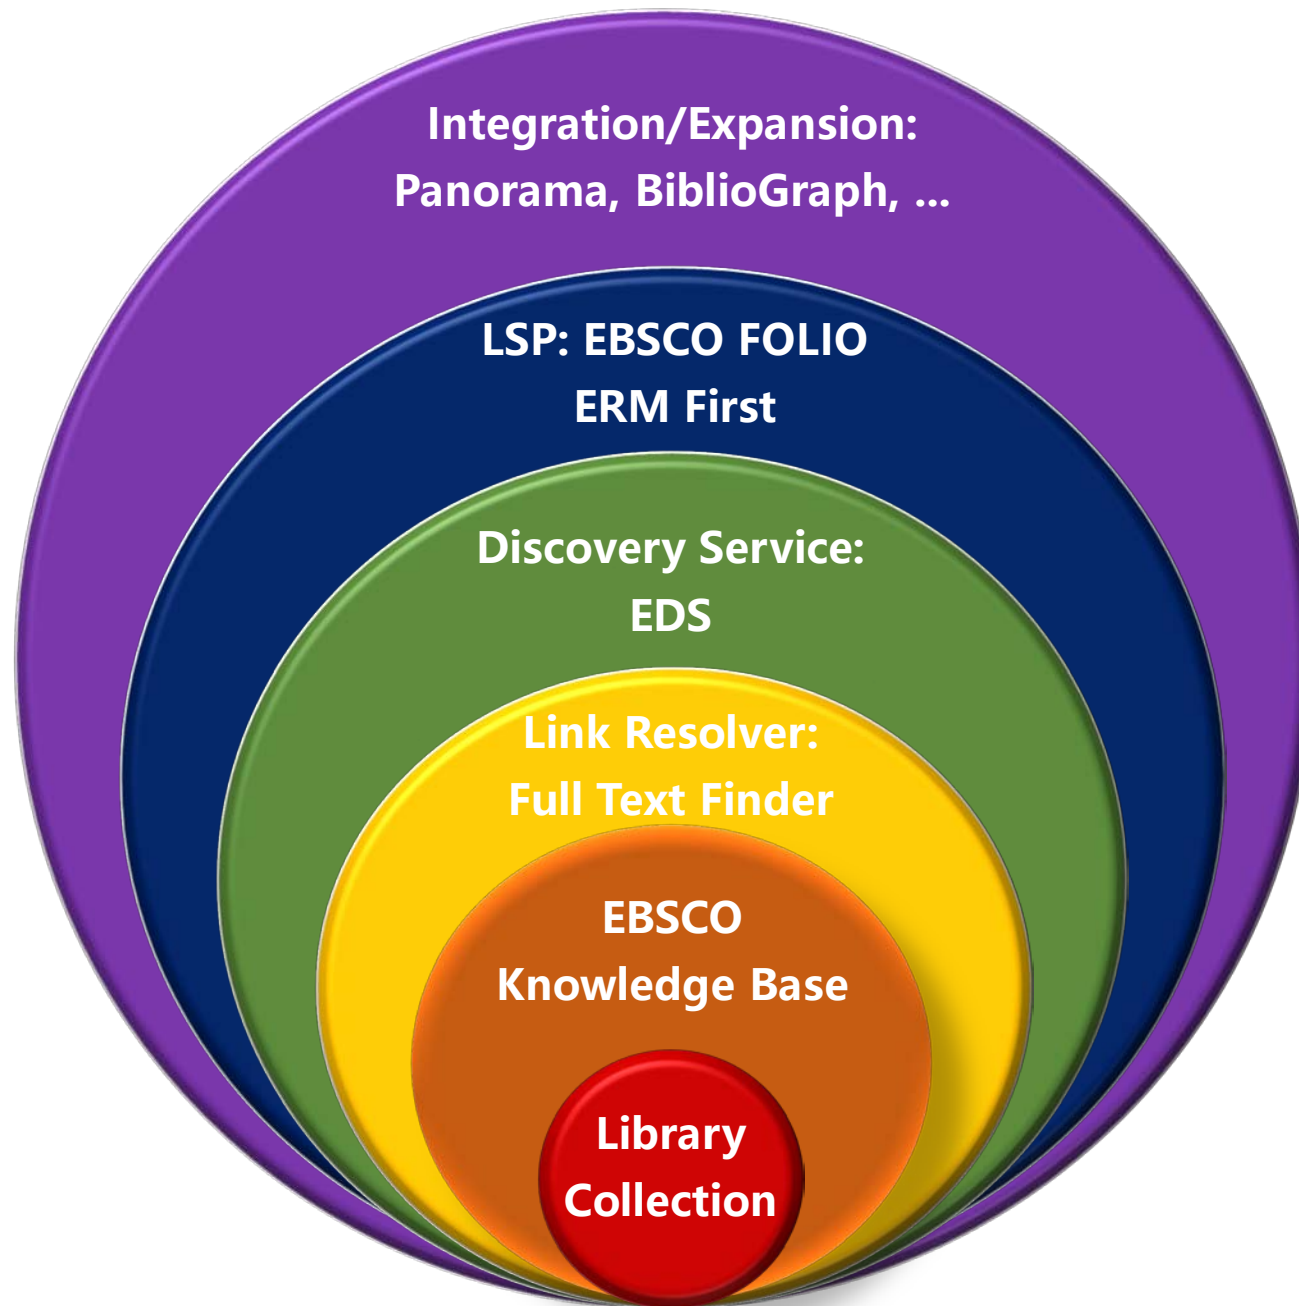 Integration/Expansion:
Panorama, BiblioGraph, ...
LSP: EBSCO FOLIO
ERM First
Discovery Service:
EDS
Link Resolver:
Full Text Finder
EBSCO
Knowledge Base
Library
Collection